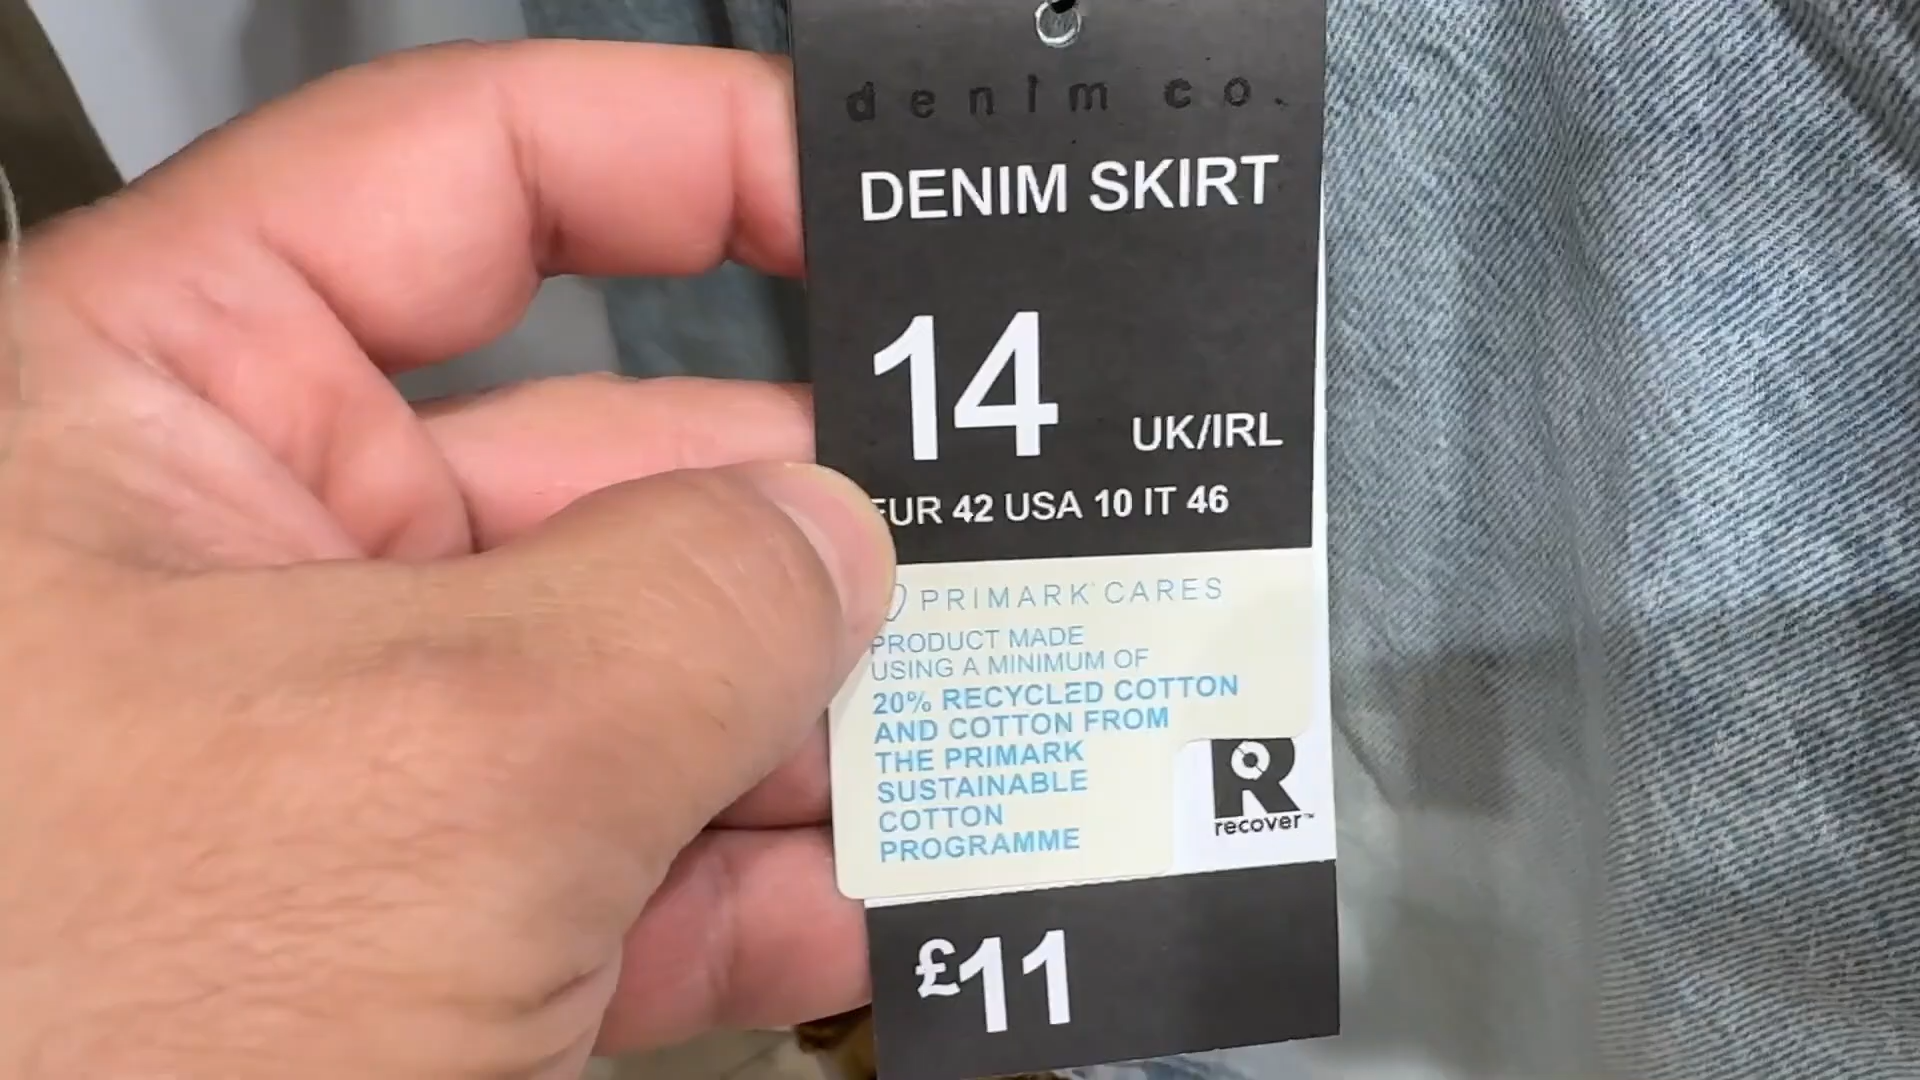 denim co.
DENIM SKIRT
14 UK/IRL
EUR 42 USA 10 IT 46
PRIMARK CARES
PRODUCT MADE
USING A MINIMUM OF
20% RECYCLED COTTON
AND COTTON FROM
THE PRIMARK
SUSTAINABLE
COTTON
PROGRAMME
R
recover™
£11